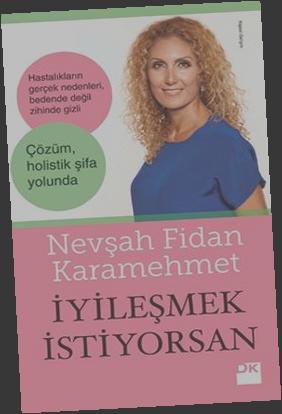 Hastalıkların
gerçek nedenleri,
bedende değil
zihinde gizli
Çözüm,
holistik şifa
yolunda
Nevşah Fidan
Karamehmet
İYİLEŞMEK
İSTİYORSAN
DK